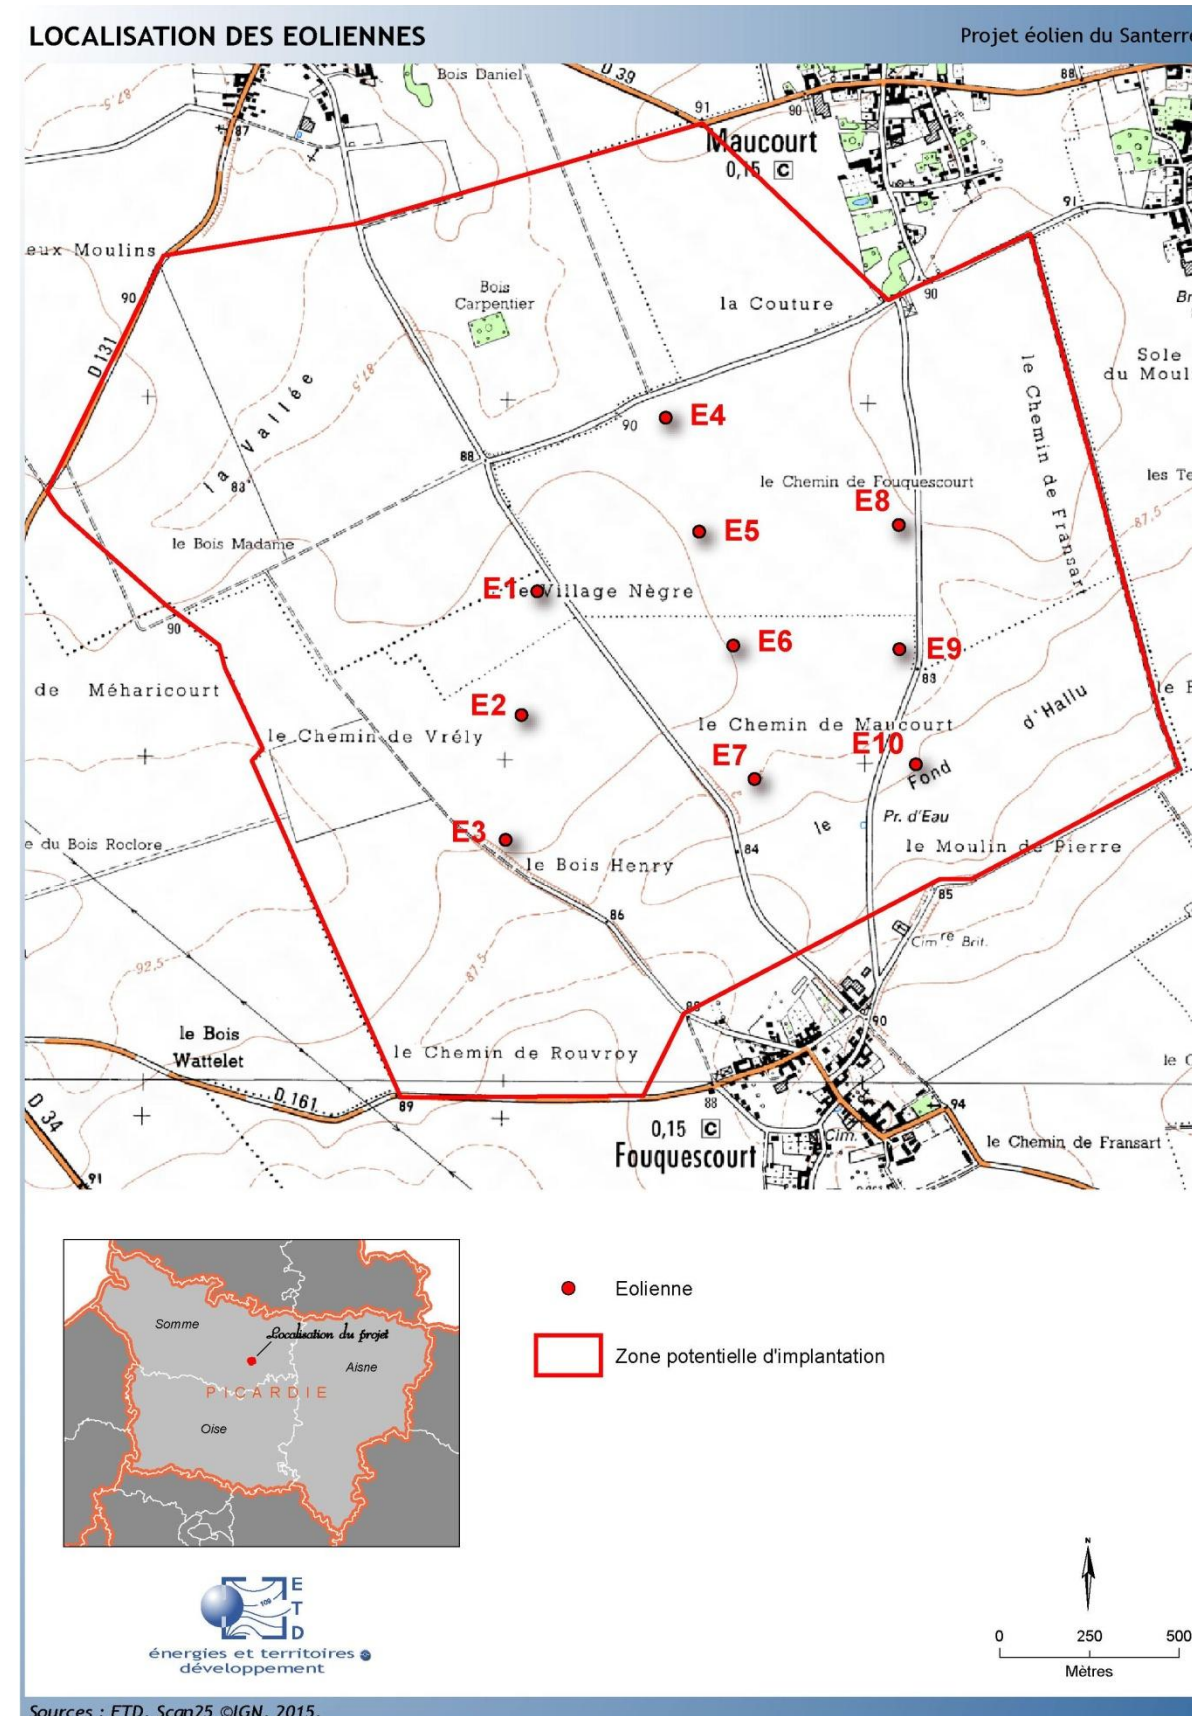 LOCALISATION DES EOLIENNES
Projet éolien du Santerre
Bois Daniel
D 39
88
87,5
91
90
87
Maucourt
0,15 C
91
eux Moulins
90
Bois
Carpentier
la Couture
90
D 131
la Vallée
87,5
83
le Chemin de Fransart
Sole
du Moul
E4
90
88
le Chemin de Fouquescourt
les Te
E8
87,5
E5
le Bois Madame
E1
le Village Nègre
90
E6
E9
83
de Méharicourt
le B
E2
d'Hallu
le Chemin de Vrély
le Chemin de Maucourt
E7
E10
Fond
le
Pr. d'Eau
E3
e du Bois Roclore
le Moulin de Pierre
84
le Bois Henry
85
86
Cimre Brit.
92,5
87,5
90
le Bois
Wattelet
le Chemin de Rouvroy
le C
D 161
89
88
94
D 34
0,15 C
Cim.
le Chemin de Fransart
Fouquescourt
91
Somme
Localisation du projet
Aisne
PICARDIE
Oise
Eolienne
Zone potentielle d'implantation
E
T
D
énergies et territoires
développement
N
0 250 500
Mètres
Sources : ETD, Scan25 ©IGN, 2015.